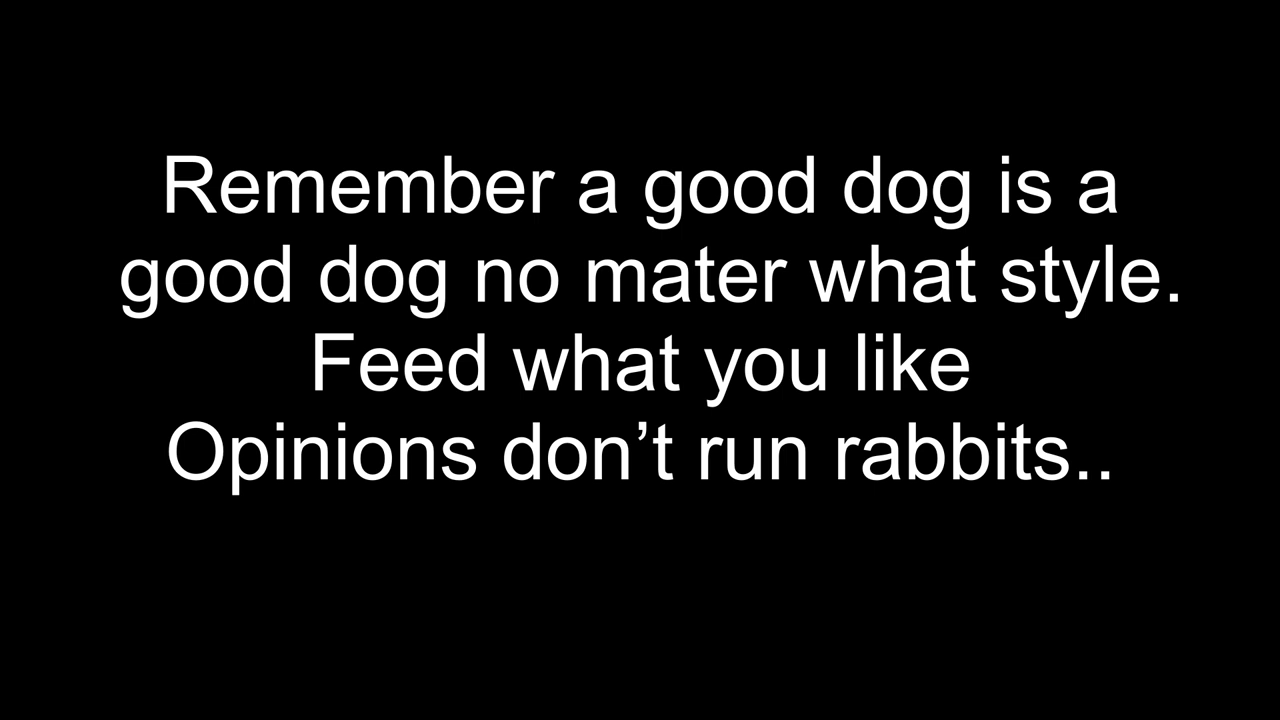 Remember a good dog is a
good dog no mater what style.
Feed what you like
Opinions don’t run rabbits..